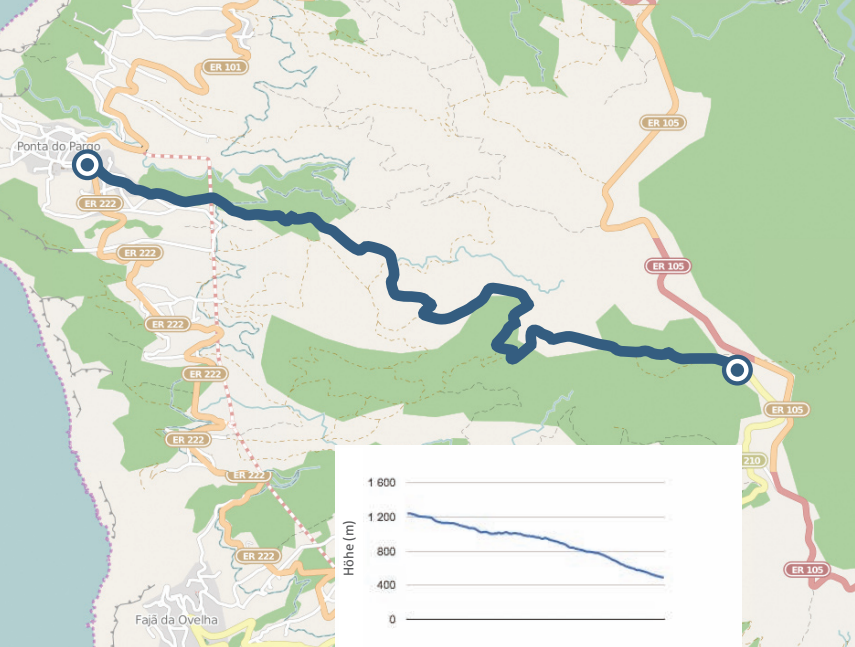 ER 101
ER 105
Ponta do Pargo
ER 222
ER 222
ER 105
ER 222
ER 222
ER 105
ER 222
210
ER 222
ER 222
ER 105
Fajã da Ovelha
Höhe (m)
1 600
1 200
800
400
0